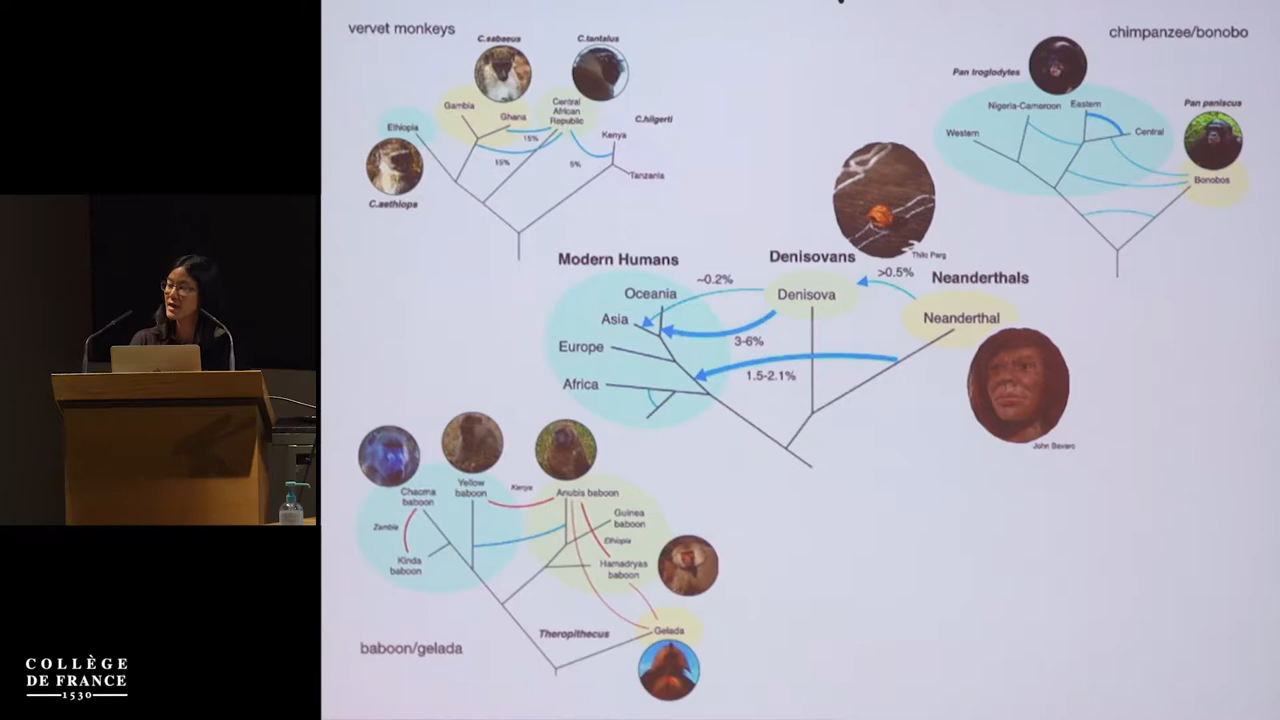 vervet monkeys
C.sabaeus
C.tantalus
Gambia
Ghana
Central
African
Republic
Ethiopia
C.hilgerti
Kenya
15%
15%
5%
Tanzania
C.aethiops
chimpanzee/bonobo
Pan troglodytes
Nigeria-Cameroon
Eastern
Pan paniscus
Western
Central
Bonobos
Modern Humans
Denisovans
Neanderthals
~0.2%
>0.5%
Oceania
Denisova
Asia
Neanderthal
3-6%
Europe
1.5-2.1%
Africa
Chacma
baboon
Yellow
baboon
Kenya
Anubis baboon
Zambia
Guinea
baboon
Ethiopia
Kinda
baboon
Hamadryas
baboon
Theropithecus
Gelada
baboon/gelada
COLLÈGE
DE FRANCE
1530